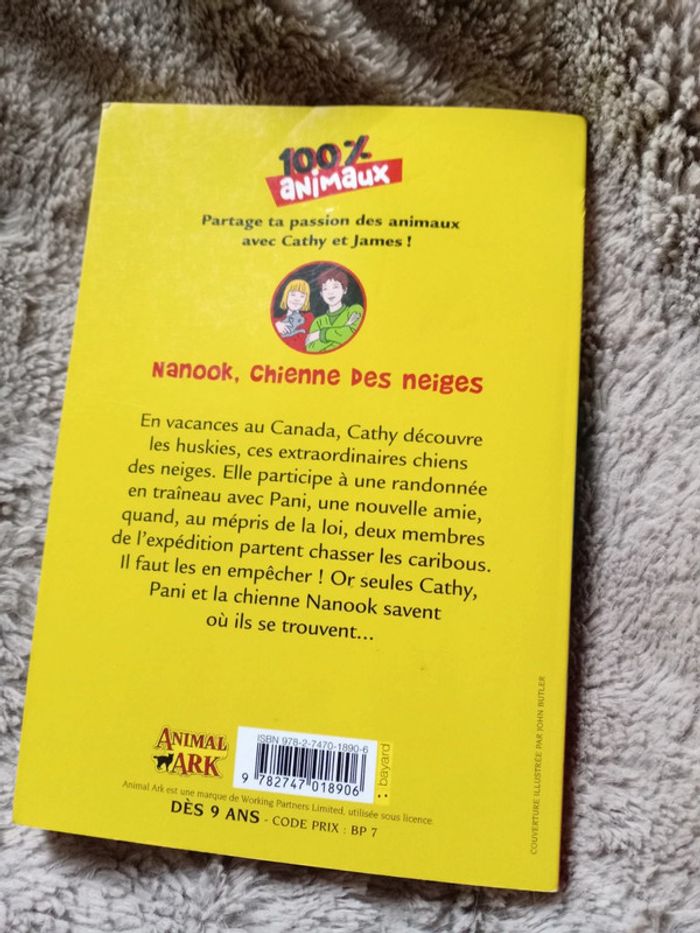 100%
animaux
Partage ta passion des animaux
avec Cathy et James !
Nanook, chienne des neiges
En vacances au Canada, Cathy découvre
les huskies, ces extraordinaires chiens
des neiges. Elle participe à une randonnée
en traîneau avec Pani, une nouvelle amie,
quand, au mépris de la loi, deux membres
de l'expédition partent chasser les caribous.
Il faut les en empêcher ! Or seules Cathy,
Pani et la chienne Nanook savent
où ils se trouvent...
ANIMAL
ARK
ISBN 978-2-7470-1890-6
9 782747 018906
:bayard
Animal Ark est une marque de Working Partners Limited, utilisée sous licence.
DÈS 9 ANS - CODE PRIX : BP 7
COUVERTURE ILLUSTRÉE PAR JOHN BUTLER